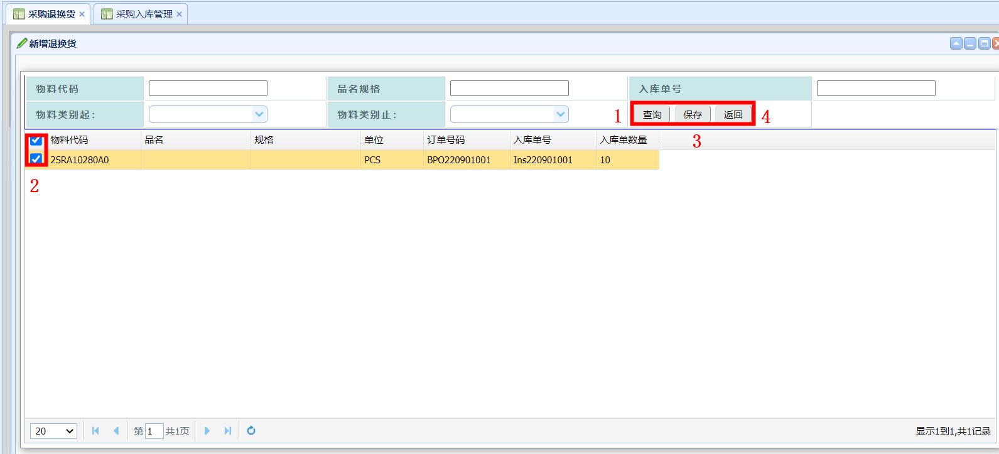 采购退换货 × 采购入库管理 ×
新增退换货
物料代码 品名规格 入库单号
物料类别起： 物料类别止： 1 查询 保存 返回 4
物料代码 品名 规格 单位 订单号码 入库单号 入库单数量 3
2SRA10280A0 PCS BPO220901001 Ins220901001 10
2
20 第 1 共1页 显示1到1,共1记录